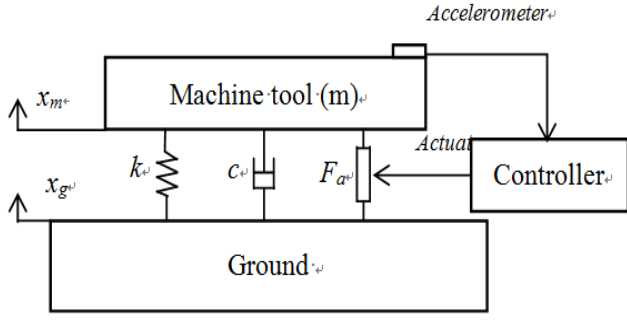 Accelerometer
Machine tool (m)
x_m
k
c
F_a
Actuat
Controller
x_g
Ground